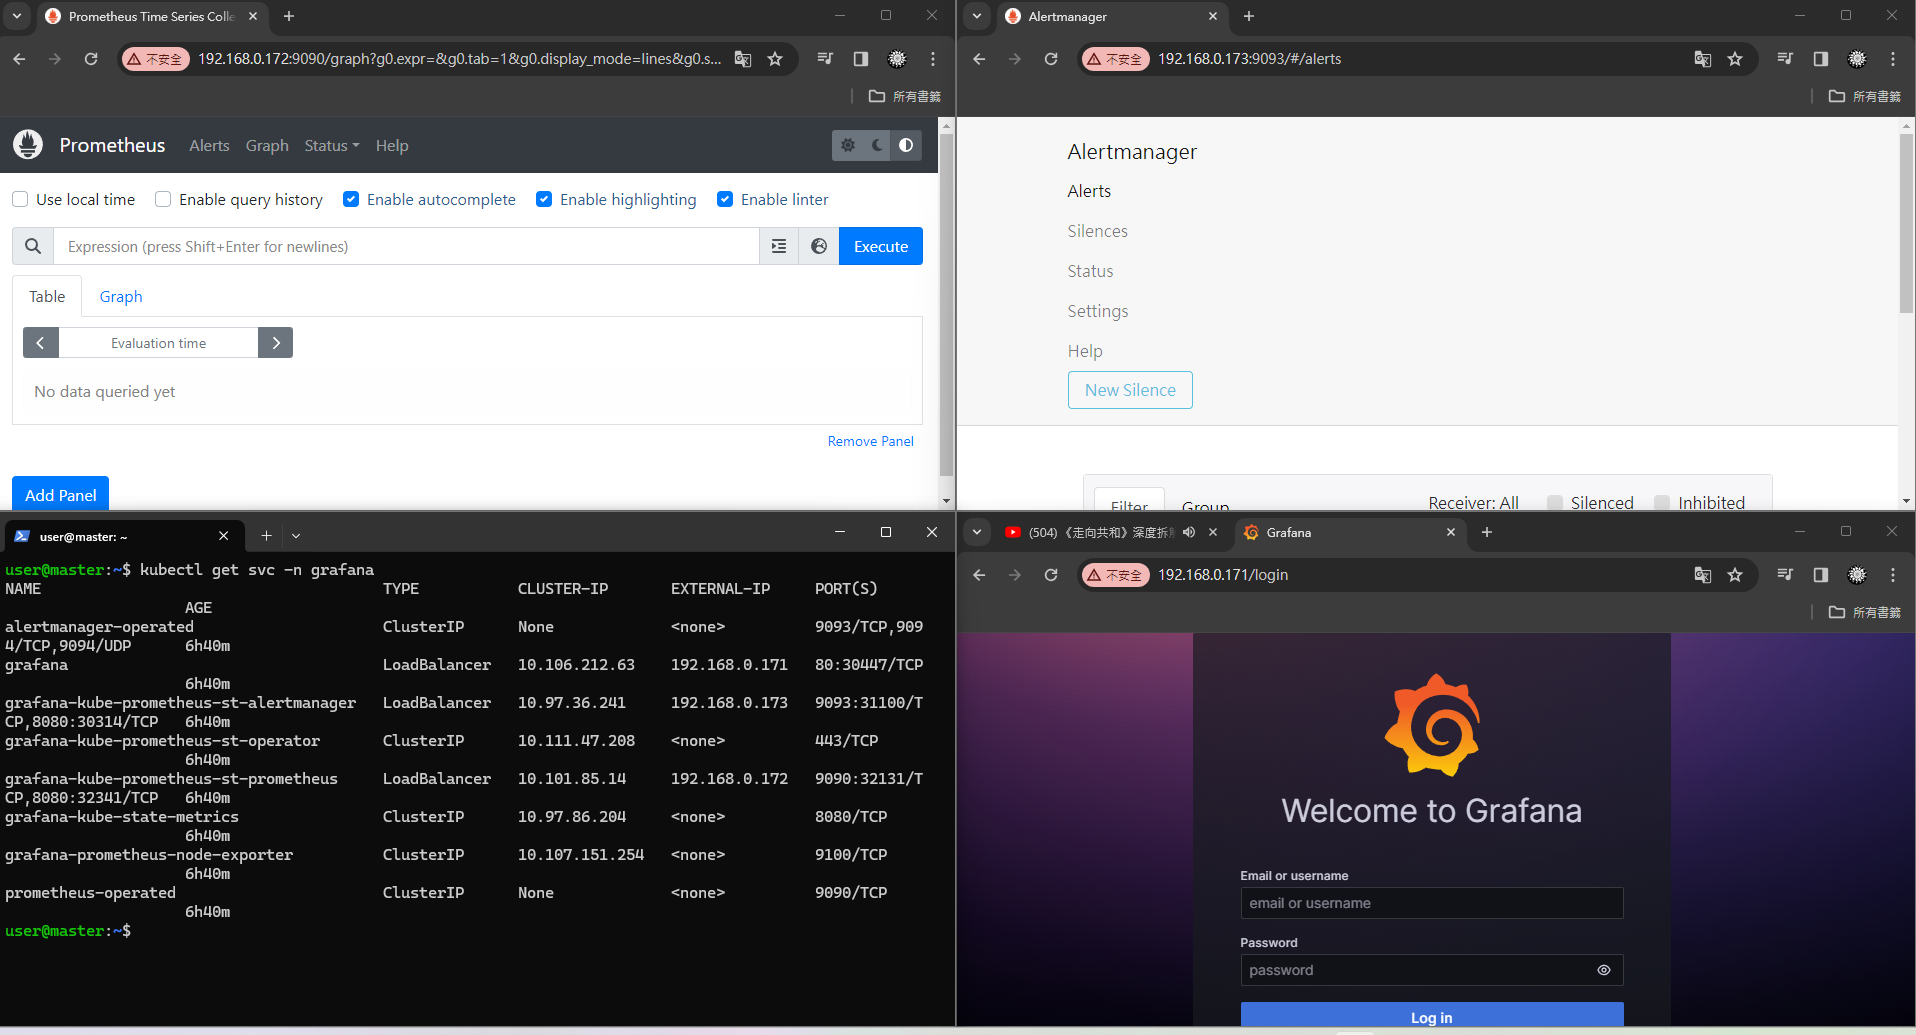 Prometheus Time Series Colle
不安全
192.168.0.172:9090/graph?g0.expr=&g0.tab=1&g0.display_mode=lines&g0.s...
所有書籤
Prometheus Alerts Graph Status Help
Use local time Enable query history Enable autocomplete Enable highlighting Enable linter
Expression (press Shift+Enter for newlines) Execute
Table Graph
Evaluation time
No data queried yet
Remove Panel
Add Panel
Alertmanager
不安全
192.168.0.173:9093/#/alerts
所有書籤
Alertmanager
Alerts
Silences
Status
Settings
Help
New Silence
Filter Group Receiver: All Silenced Inhibited
user@master: ~
user@master:~$ kubectl get svc -n grafana
NAME TYPE CLUSTER-IP EXTERNAL-IP PORT(S)
AGE
alertmanager-operated ClusterIP None <none> 9093/TCP,909
4/TCP,9094/UDP 6h40m
grafana LoadBalancer 10.106.212.63 192.168.0.171 80:30447/TCP
6h40m
grafana-kube-prometheus-st-alertmanager LoadBalancer 10.97.36.241 192.168.0.173 9093:31100/T
CP,8080:30314/TCP 6h40m
grafana-kube-prometheus-st-operator ClusterIP 10.111.47.208 <none> 443/TCP
6h40m
grafana-kube-prometheus-st-prometheus LoadBalancer 10.101.85.14 192.168.0.172 9090:32131/T
CP,8080:32341/TCP 6h40m
grafana-kube-state-metrics ClusterIP 10.97.86.204 <none> 8080/TCP
6h40m
grafana-prometheus-node-exporter ClusterIP 10.107.151.254 <none> 9100/TCP
6h40m
prometheus-operated ClusterIP None <none> 9090/TCP
6h40m
user@master:~$
(504)《走向共和》深度拆 Grafana
不安全
192.168.0.171/login
所有書籤
Welcome to Grafana
Email or username
email or username
Password
password
Log in